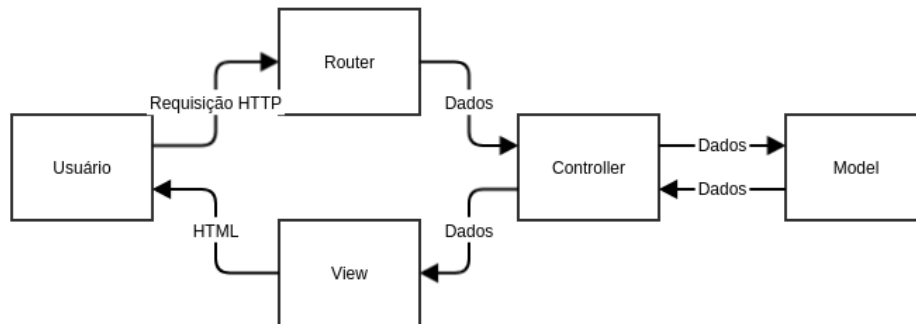 Router
Requisição HTTP
Dados
Usuário
Controller
Dados
Model
Dados
HTML
Dados
View